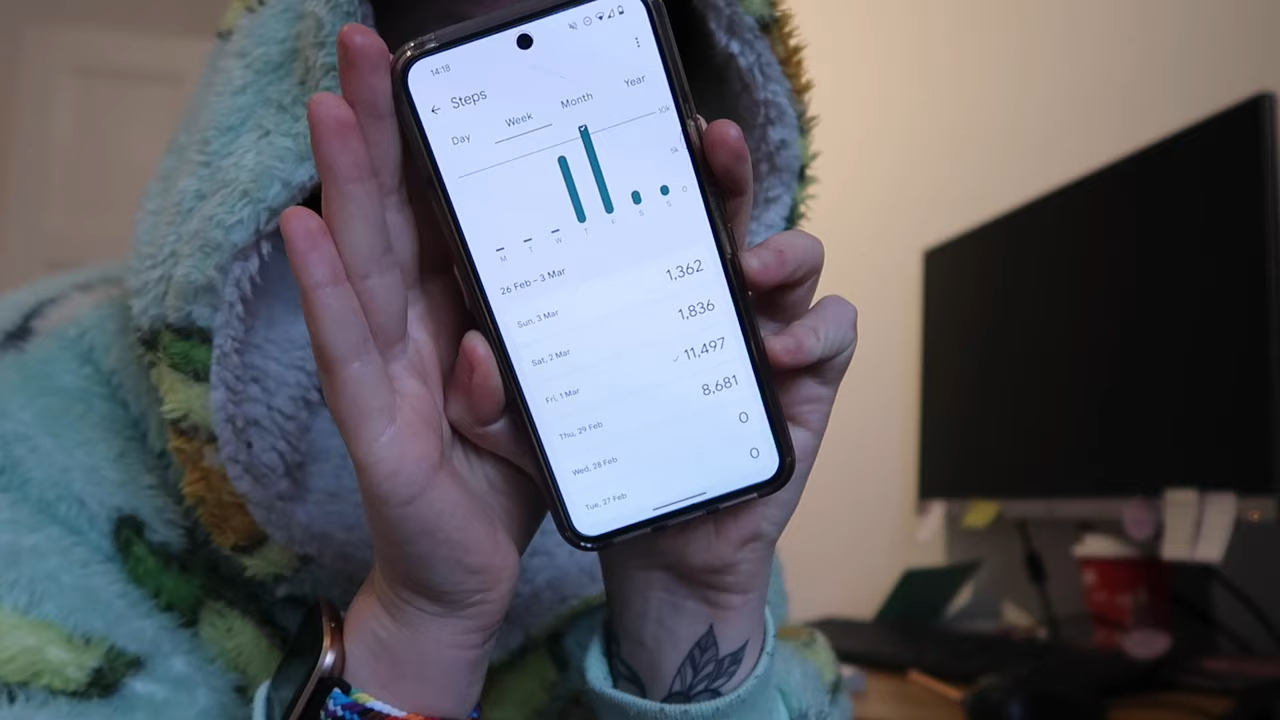 14:18
← Steps
Day Week Month Year
10k
5k
0
M T W T F S S
26 Feb – 3 Mar
Sun, 3 Mar 1,362
Sat, 2 Mar 1,836
Fri, 1 Mar ✓ 11,497
Thu, 29 Feb 8,681
Wed, 28 Feb 0
Tue, 27 Feb 0